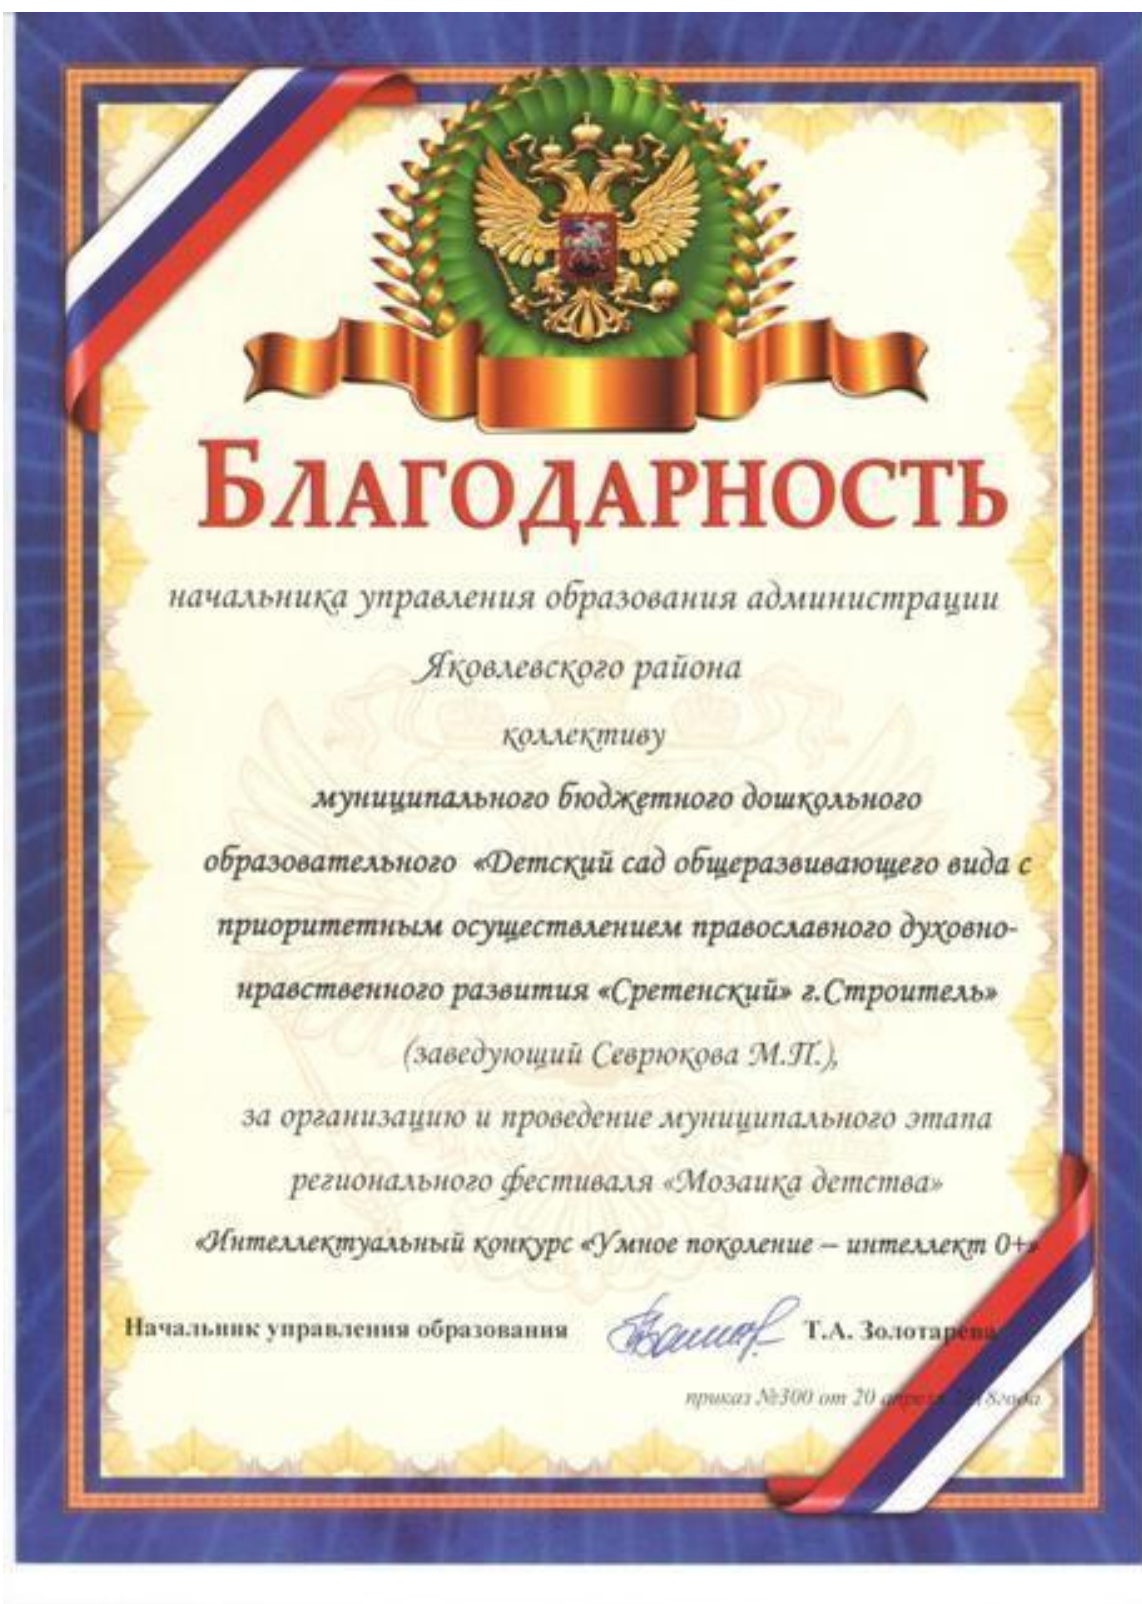 Благодарность
начальника управления образования администрации
Яковлевского района
коллективу
муниципального бюджетного дошкольного
образовательного «Детский сад общеразвивающего вида с
приоритетным осуществлением православного духовно-
нравственного развития «Сретенский» г.Строитель»
(заведующий Севрюкова М.П.),
за организацию и проведение муниципального этапа
регионального фестиваля «Мозаика детства»
«Интеллектуальный конкурс «Умное поколение – интеллект 0+»
Начальник управления образования Т.А. Золотарева
приказ №300 от 20 апреля 2018года